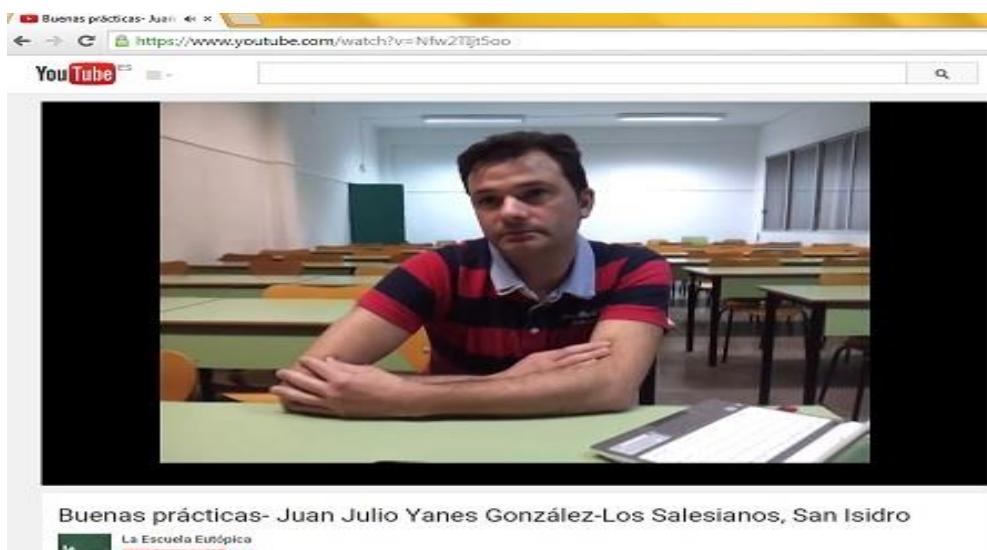 Buenas prácticas- Juan
https://www.youtube.com/watch?v=Nfw2TIjt5oo
YouTube ES
Buenas prácticas- Juan Julio Yanes González-Los Salesianos, San Isidro
La Escuela Eutópica